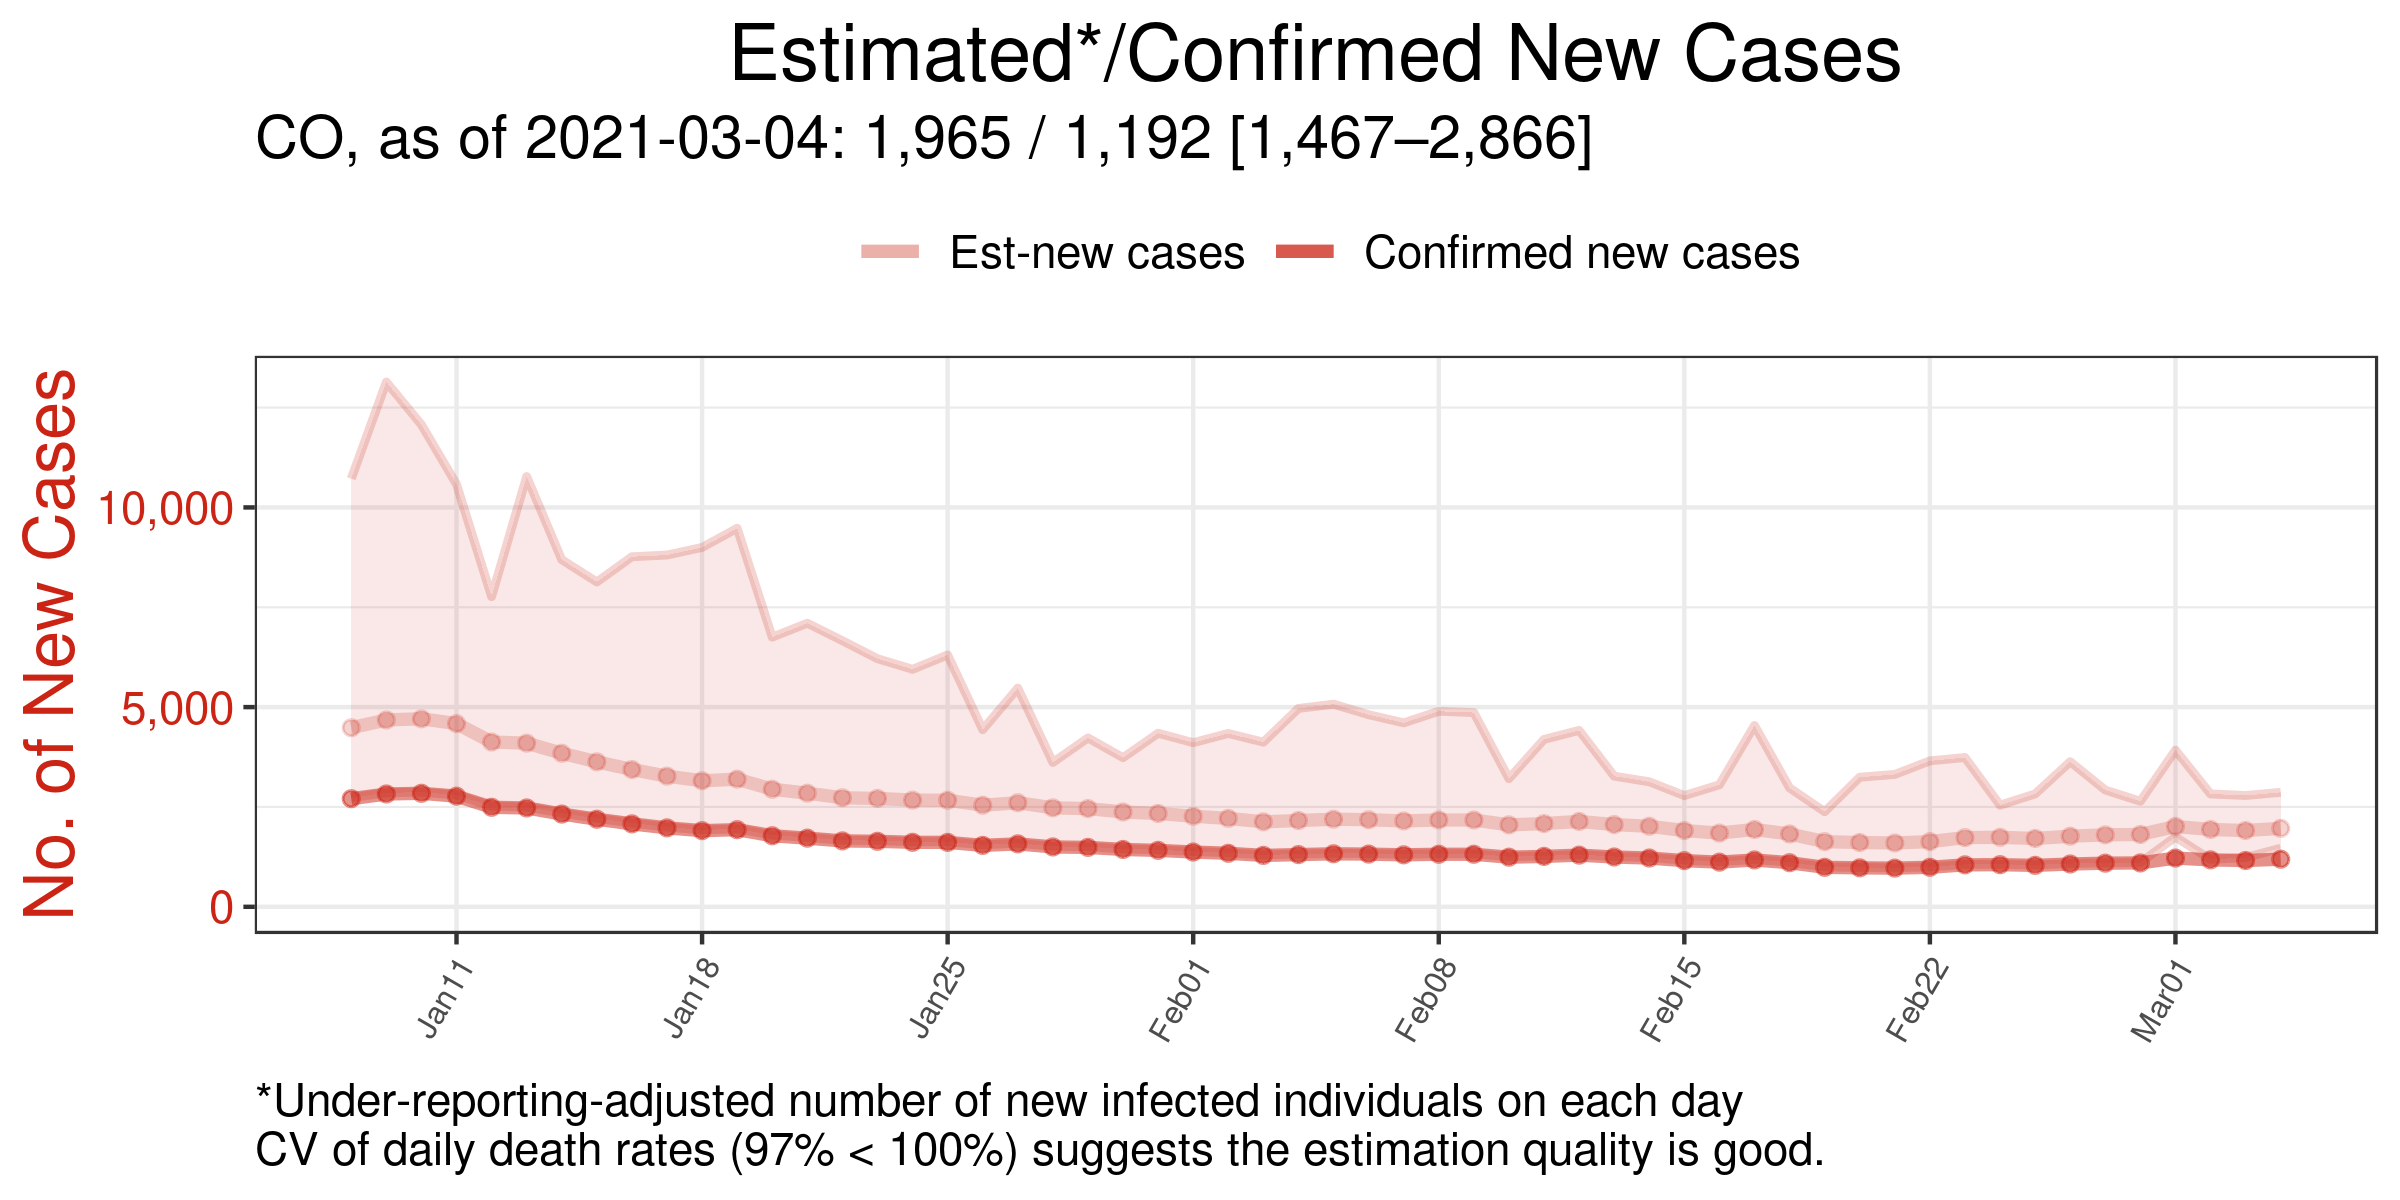 Estimated*/Confirmed New Cases
CO, as of 2021-03-04: 1,965 / 1,192 [1,467–2,866]
Est-new cases
Confirmed new cases
No. of New Cases
10,000
5,000
0
Jan11
Jan18
Jan25
Feb01
Feb08
Feb15
Feb22
Mar01
*Under-reporting-adjusted number of new infected individuals on each day
CV of daily death rates (97% < 100%) suggests the estimation quality is good.